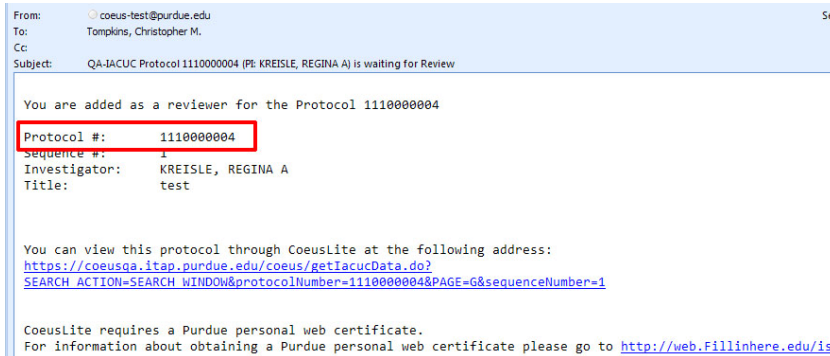 From: coeus-test@purdue.edu
To: Tompkins, Christopher M.
Cc:
Subject: QA-IACUC Protocol 1110000004 (PI: KREISLE, REGINA A) is waiting for Review
You are added as a reviewer for the Protocol 1110000004
Protocol #: 1110000004
Sequence #: 1
Investigator: KREISLE, REGINA A
Title: test
You can view this protocol through CoeusLite at the following address:
https://coeusqa.itap.purdue.edu/coeus/getIacucData.do?
SEARCH_ACTION=SEARCH_WINDOW&protocolNumber=1110000004&PAGE=G&sequenceNumber=1
CoeusLite requires a Purdue personal web certificate.
For information about obtaining a Purdue personal web certificate please go to http://web.Fillinhere.edu/is